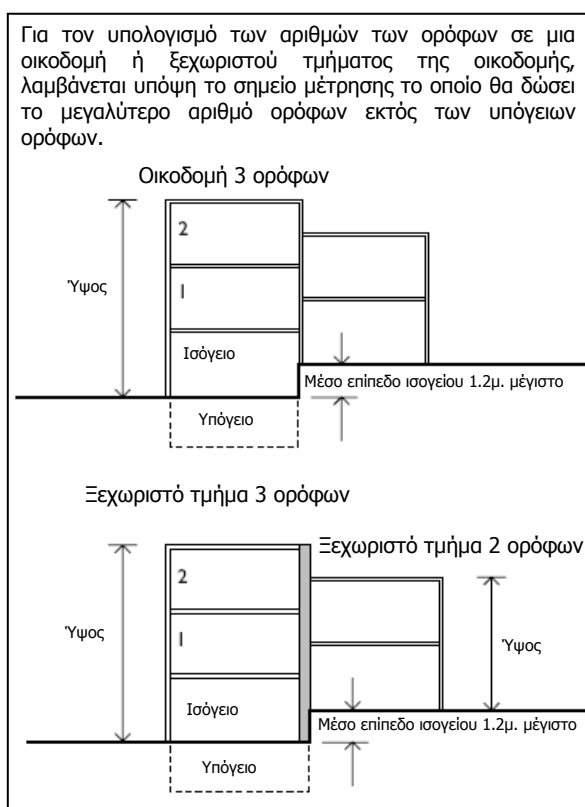 Για τον υπολογισμό των αριθμών των ορόφων σε μια
οικοδομή ή ξεχωριστού τμήματος της οικοδομής,
λαμβάνεται υπόψη το σημείο μέτρησης το οποίο θα δώσει
το μεγαλύτερο αριθμό ορόφων εκτός των υπόγειων
ορόφων.
Οικοδομή 3 ορόφων
2
Ύψος
1
Ισόγειο
Μέσο επίπεδο ισογείου 1.2μ. μέγιστο
Υπόγειο
Ξεχωριστό τμήμα 3 ορόφων
Ξεχωριστό τμήμα 2 ορόφων
2
Ύψος
1
Ύψος
Ισόγειο
Μέσο επίπεδο ισογείου 1.2μ. μέγιστο
Υπόγειο